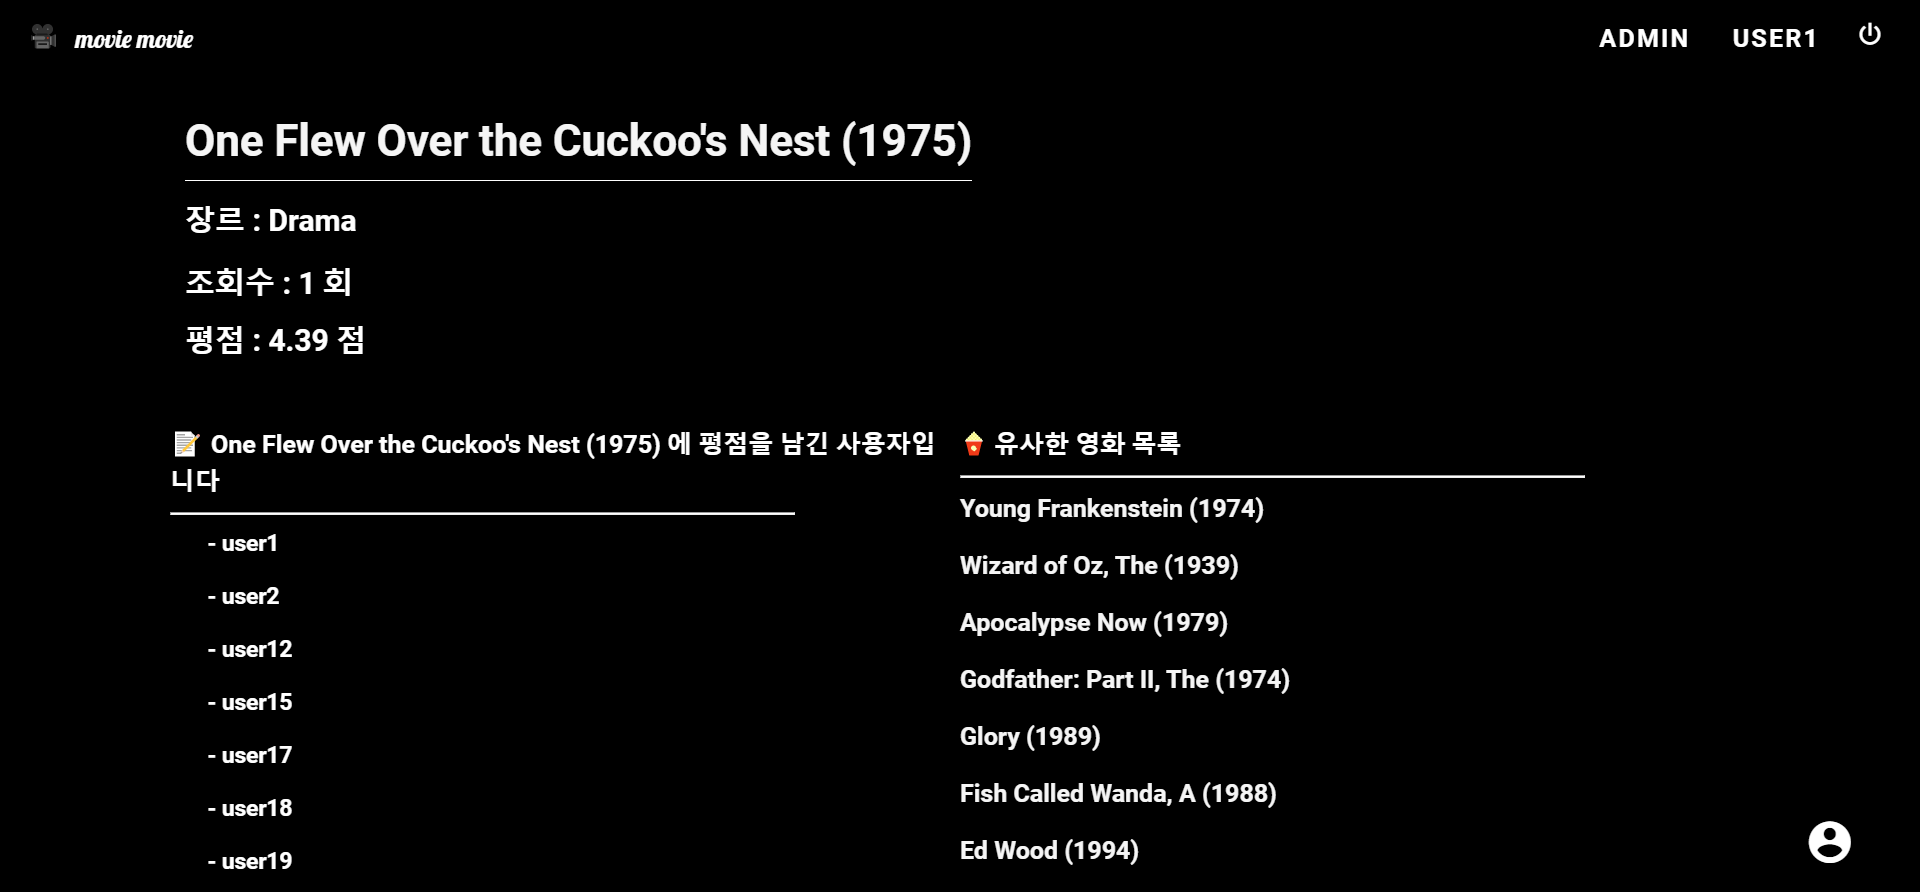 movie movie
ADMIN USER1
One Flew Over the Cuckoo's Nest (1975)
장르 : Drama
조회수 : 1 회
평점 : 4.39 점
One Flew Over the Cuckoo's Nest (1975) 에 평점을 남긴 사용자입
니다
- user1
- user2
- user12
- user15
- user17
- user18
- user19
유사한 영화 목록
Young Frankenstein (1974)
Wizard of Oz, The (1939)
Apocalypse Now (1979)
Godfather: Part II, The (1974)
Glory (1989)
Fish Called Wanda, A (1988)
Ed Wood (1994)